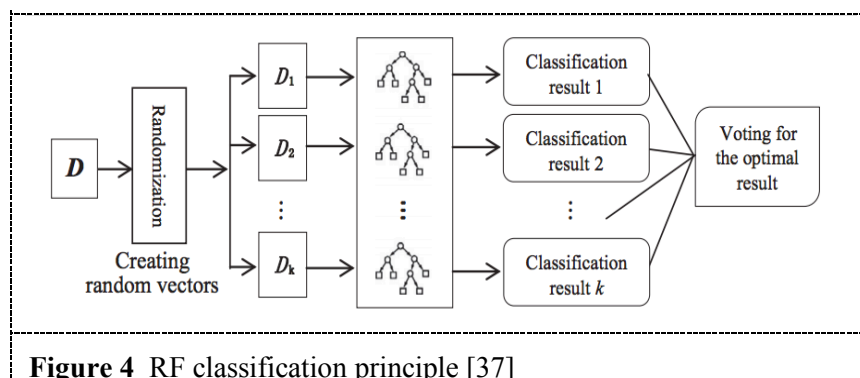 D
Randomization
Creating
random vectors
D₁
D₂
⋮
Dₖ
⋮
Classification
result 1
Classification
result 2
⋮
Classification
result k
Voting for
the optimal
result
Figure 4 RF classification principle [37]